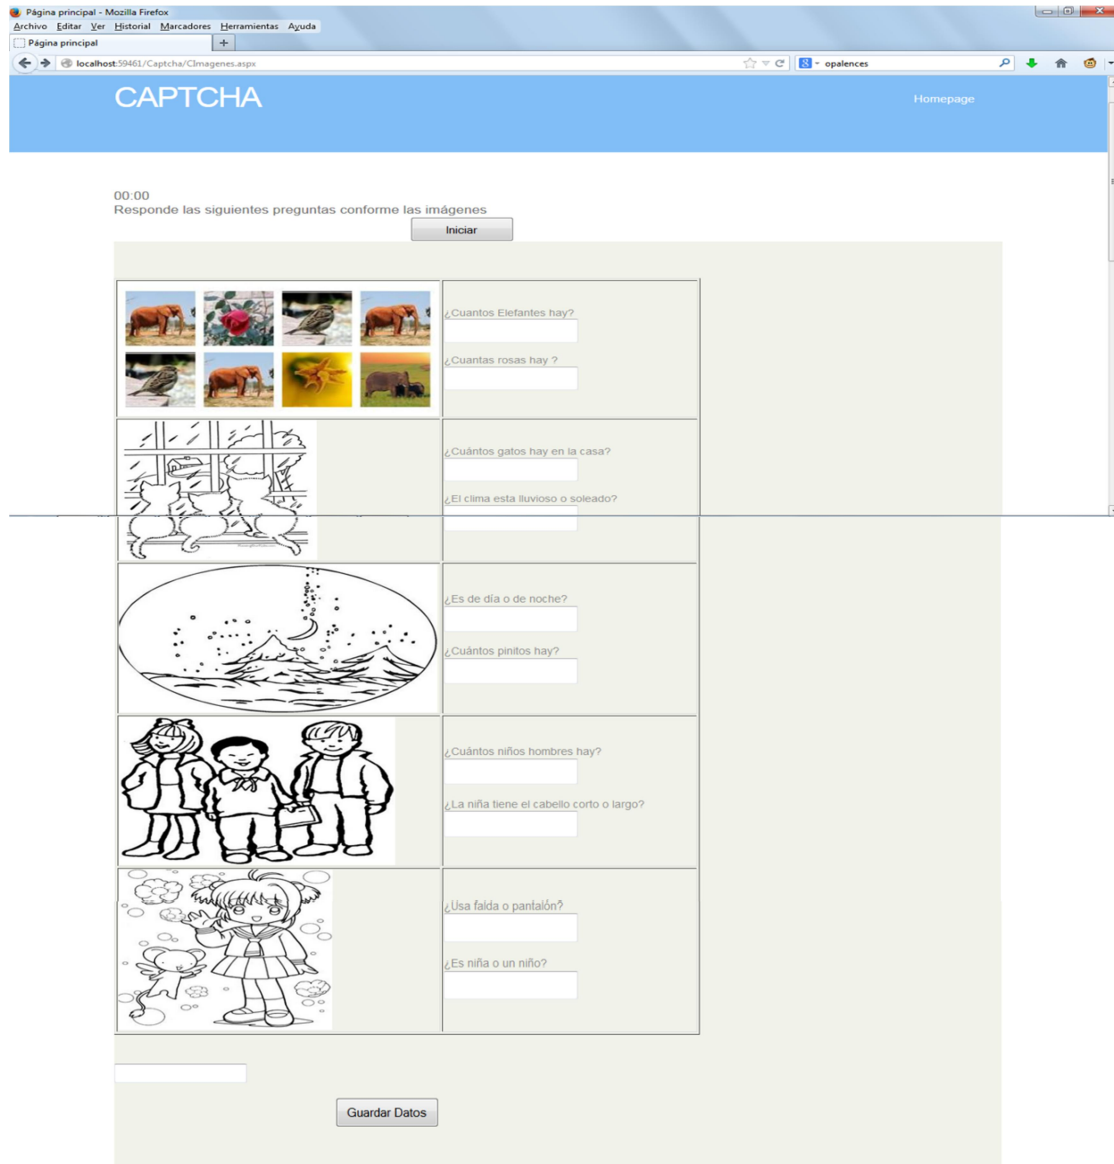 Página principal - Mozilla Firefox
Archivo Editar Ver Historial Marcadores Herramientas Ayuda
Página principal +
localhost:59461/Captcha/CImagenes.aspx
8 - opalences
CAPTCHA
Homepage
00:00
Responde las siguientes preguntas conforme las imágenes
Iniciar
¿Cuantos Elefantes hay?
¿Cuantas rosas hay ?
¿Cuántos gatos hay en la casa?
¿El clima esta lluvioso o soleado?
¿Es de día o de noche?
¿Cuántos pinitos hay?
¿Cuántos niños hombres hay?
¿La niña tiene el cabello corto o largo?
¿Usa falda o pantalón?
¿Es niña o un niño?
Guardar Datos